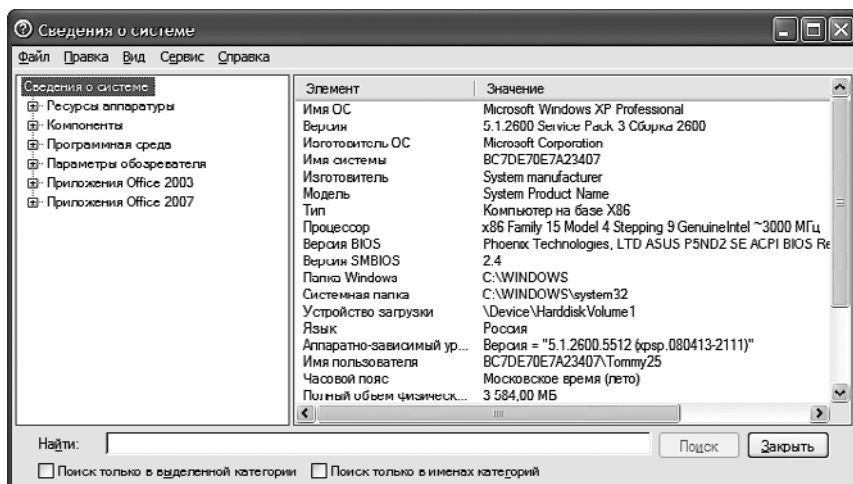 Сведения о системе
Файл Правка Вид Сервис Справка
Сведения о системе
Ресурсы аппаратуры
Компоненты
Программная среда
Параметры обозревателя
Приложения Office 2003
Приложения Office 2007
Элемент Значение
Имя ОС Microsoft Windows XP Professional
Версия 5.1.2600 Service Pack 3 Сборка 2600
Изготовитель ОС Microsoft Corporation
Имя системы BC7DE70E7A23407
Изготовитель System manufacturer
Модель System Product Name
Тип Компьютер на базе X86
Процессор x86 Family 15 Model 4 Stepping 9 GenuineIntel ~3000 МГц
Версия BIOS Phoenix Technologies, LTD ASUS P5ND2 SE ACPI BIOS Re
Версия SMBIOS 2.4
Папка Windows C:\WINDOWS
Системная папка C:\WINDOWS\system32
Устройство загрузки \Device\HarddiskVolume1
Язык Россия
Аппаратно-зависимый ур... Версия = "5.1.2600.5512 (xpsp.080413-2111)"
Имя пользователя BC7DE70E7A23407\Tommy25
Часовой пояс Московское время (лето)
Полный объем физическ... 3 584,00 МБ
Найти: Поиск Закрыть
Поиск только в выделенной категории Поиск только в именах категорий